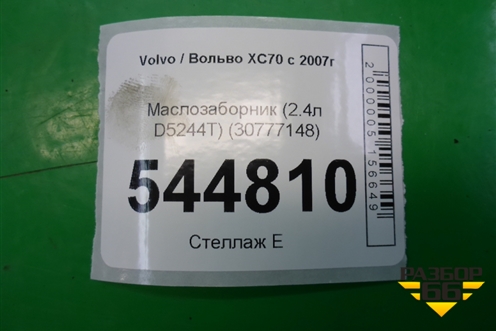 Volvo / Вольво XC70 с 2007г
Маслозаборник (2.4л
D5244T) (30777148)
544810
Стеллаж Е
2000005156649
РАЗБОР
66